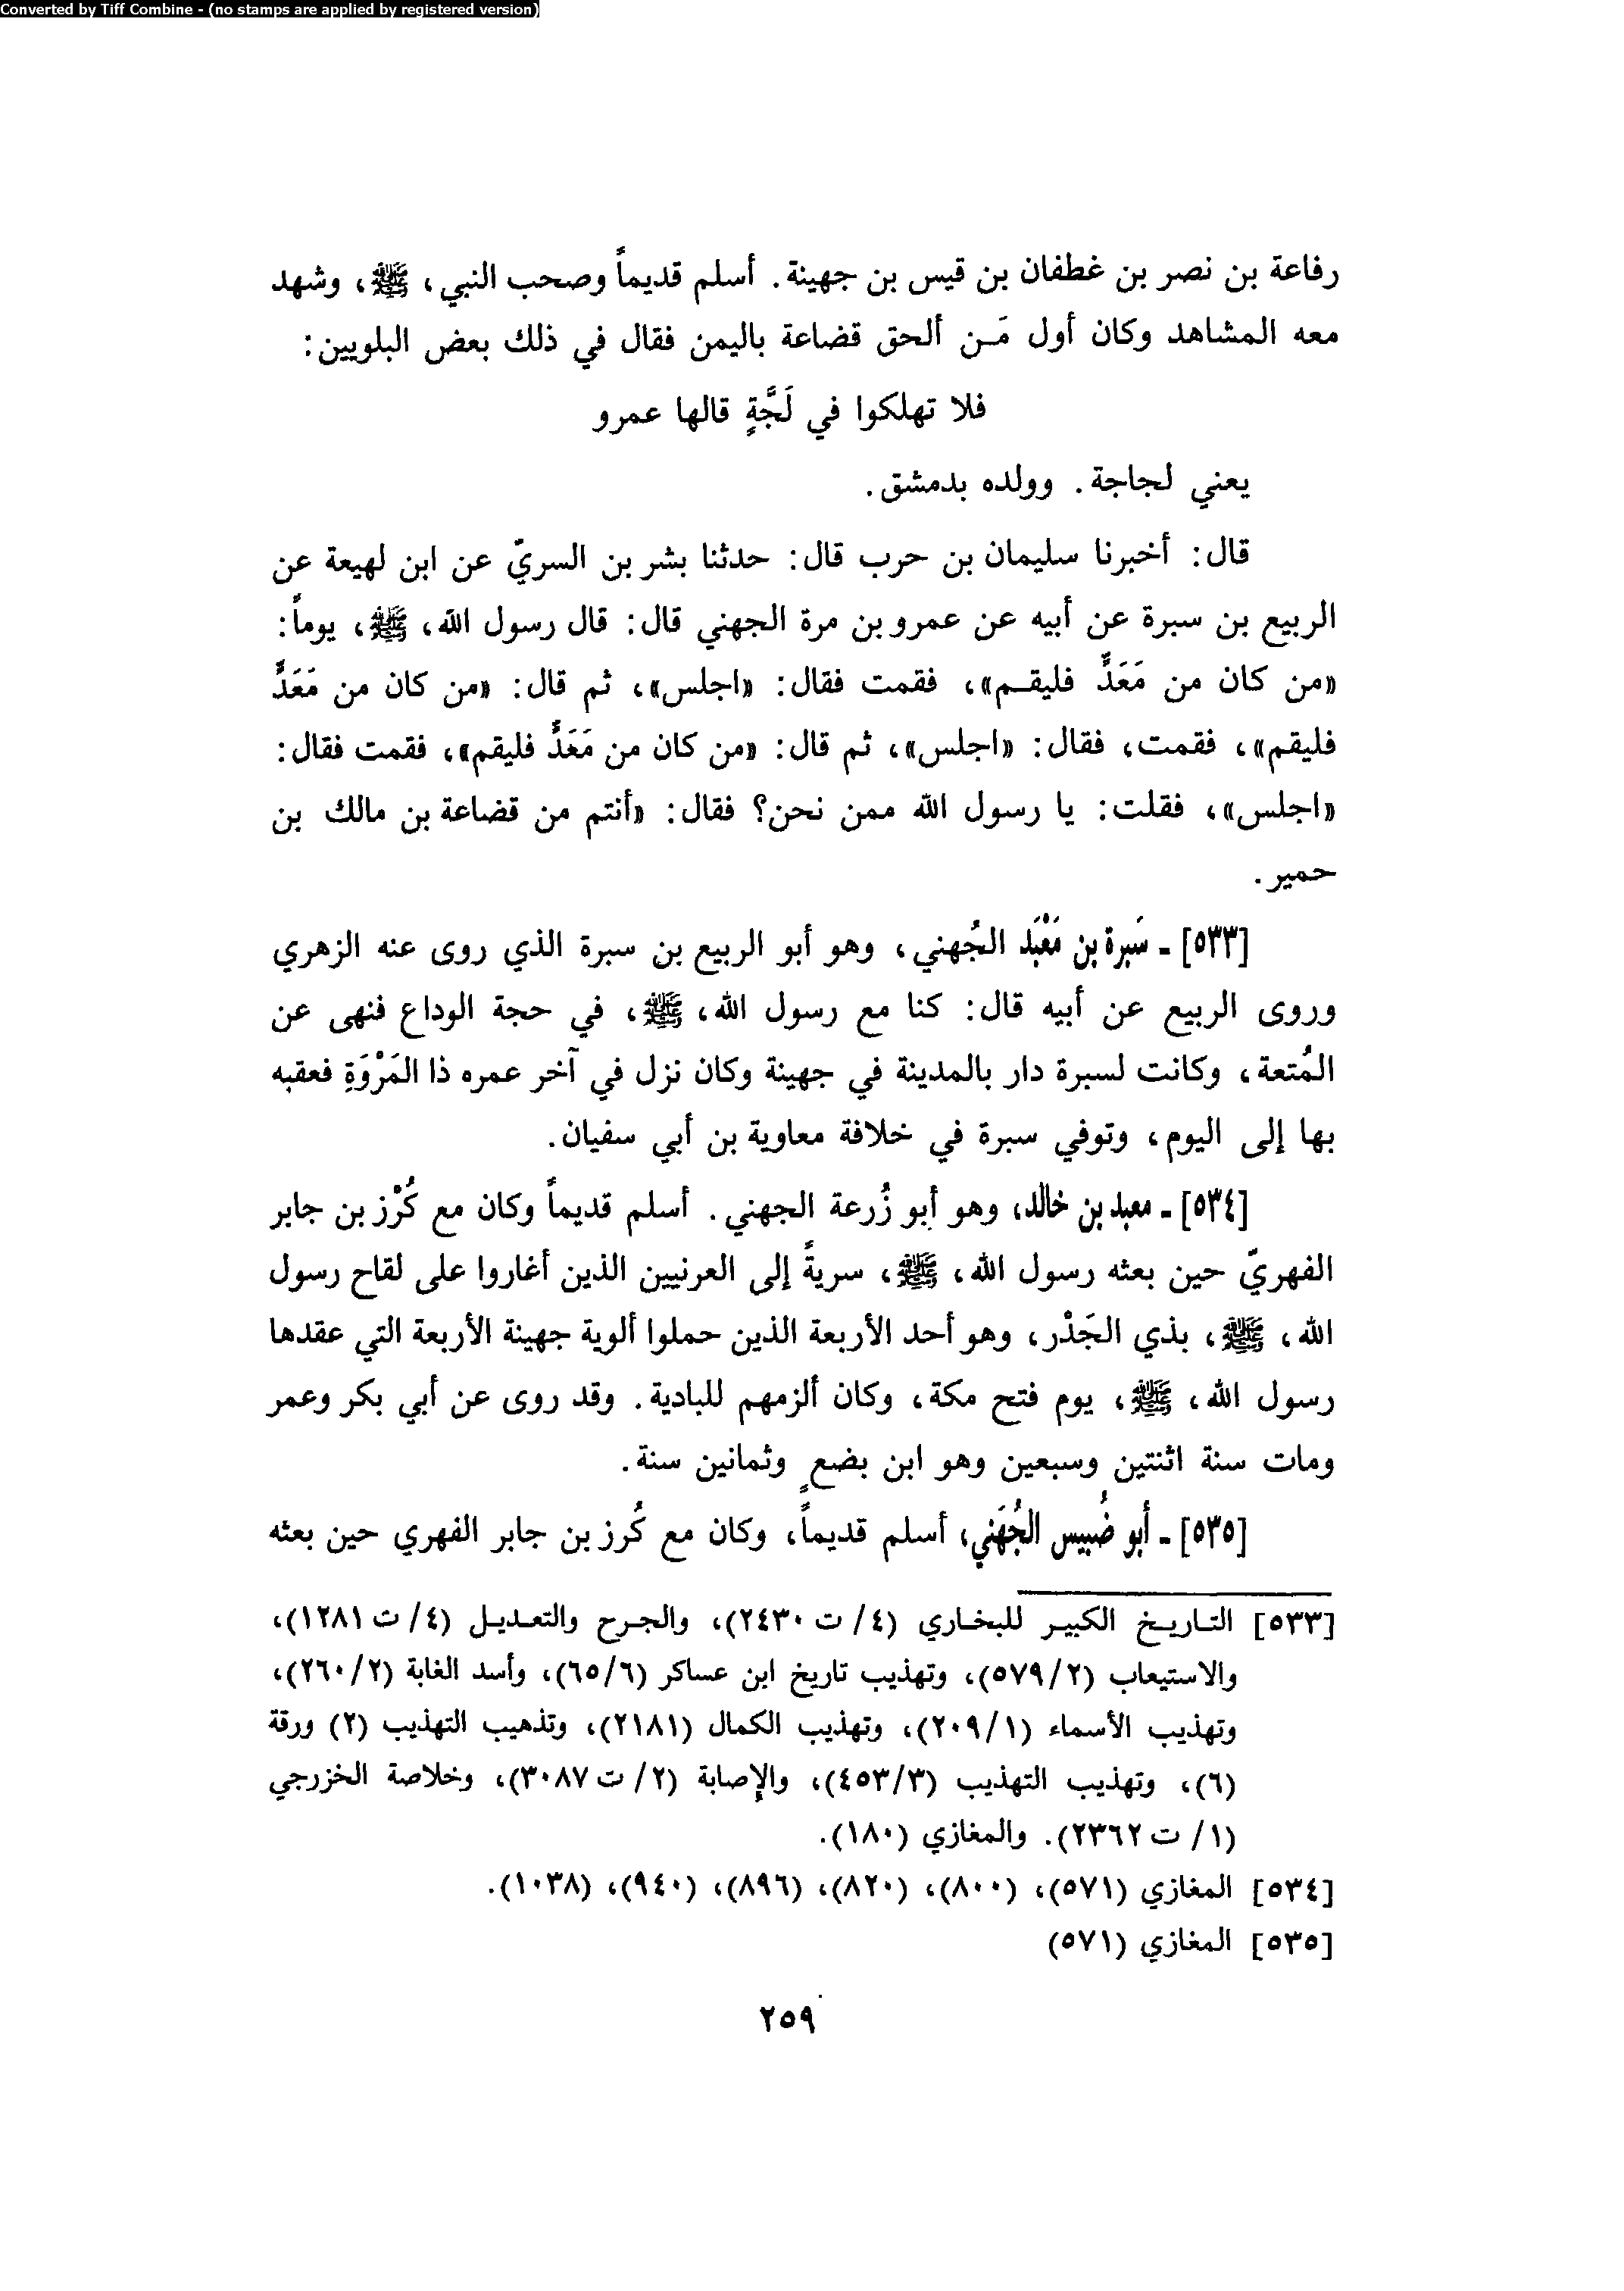 Converted by Tiff Combine - (no stamps are applied by registered version)
رفاعة بن نصر بن غطفان بن قيس بن جهينة. أسلم قديماً وصحب النبي، ﷺ، وشهد
معه المشاهد وكان أول مَـن ألحق قضاعة باليمن فقال في ذلك بعض البلويين:
فلا تهلكوا في لَجَّةٍ قالها عمرو
يعني لجاجة. وولده بدمشق.
قال: أخبرنا سليمان بن حرب قال: حدثنا بشر بن السريّ عن ابن لهيعة عن
الربيع بن سبرة عن أبيه عن عمرو بن مرة الجهني قال: قال رسول الله، ﷺ، يوماً:
«من كان من مَعَدٍّ فليقـم»، فقمت فقال: «اجلس»، ثم قال: «من كان من مَعَدٍّ
فليقم»، فقمت، فقال: «اجلس»، ثم قال: «من كان من مَعَدٍّ فليقم»، فقمت فقال:
«اجلس»، فقلت: يا رسول الله ممن نحن؟ فقال: «أنتم من قضاعة بن مالك بن
حمير.
[٥٣٣] ـ سَبرة بن مَعْبَد الجُهني، وهو أبو الربيع بن سبرة الذي روى عنه الزهري
وروى الربيع عن أبيه قال: كنا مع رسول الله، ﷺ، في حجة الوداع فنهى عن
المُتعة، وكانت لسبرة دار بالمدينة في جهينة وكان نزل في آخر عمره ذا المَرْوَةِ فعقبه
بها إلى اليوم، وتوفي سبرة في خلافة معاوية بن أبي سفيان.
[٥٣٤] ـ معبد بن خالد، وهو أبو زُرعة الجهني. أسلم قديماً وكان مع كُرْز بن جابر
الفهريّ حين بعثه رسول الله، ﷺ، سريةً إلى العرنيين الذين أغاروا على لقاح رسول
الله، ﷺ، بذي الجَدْر، وهو أحد الأربعة الذين حملوا ألوية جهينة الأربعة التي عقدها
رسول الله، ﷺ، يوم فتح مكة، وكان ألزمهم للبادية. وقد روى عن أبي بكر وعمر
ومات سنة اثنتين وسبعين وهو ابن بضعٍ وثمانين سنة.
[٥٣٥] ـ أبو ضُبيس الجُهَني، أسلم قديماً، وكان مع كُرز بن جابر الفهري حين بعثه
[٥٣٣] التاريخ الكبير للبخاري (٤/ ت ٢٤٣٠)، والجرح والتعديل (٤/ ت ١٢٨١)،
والاستيعاب (٥٧٩/٢)، وتهذيب تاريخ ابن عساكر (٦٥/٦)، وأسد الغابة (٢٦٠/٢)،
وتهذيب الأسماء (٢٠٩/١)، وتهذيب الكمال (٢١٨١)، وتذهيب التهذيب (٢) ورقة
(٦)، وتهذيب التهذيب (٤٥٣/٣)، والإصابة (٢/ ت ٣٠٨٧)، وخلاصة الخزرجي
(١/ ت ٢٣٦٢). والمغازي (١٨٠).
[٥٣٤] المغازي (٥٧١)، (٨٠٠)، (٨٢٠)، (٨٩٦)، (٩٤٠)، (١٠٣٨).
[٥٣٥] المغازي (٥٧١)
٢٥٩